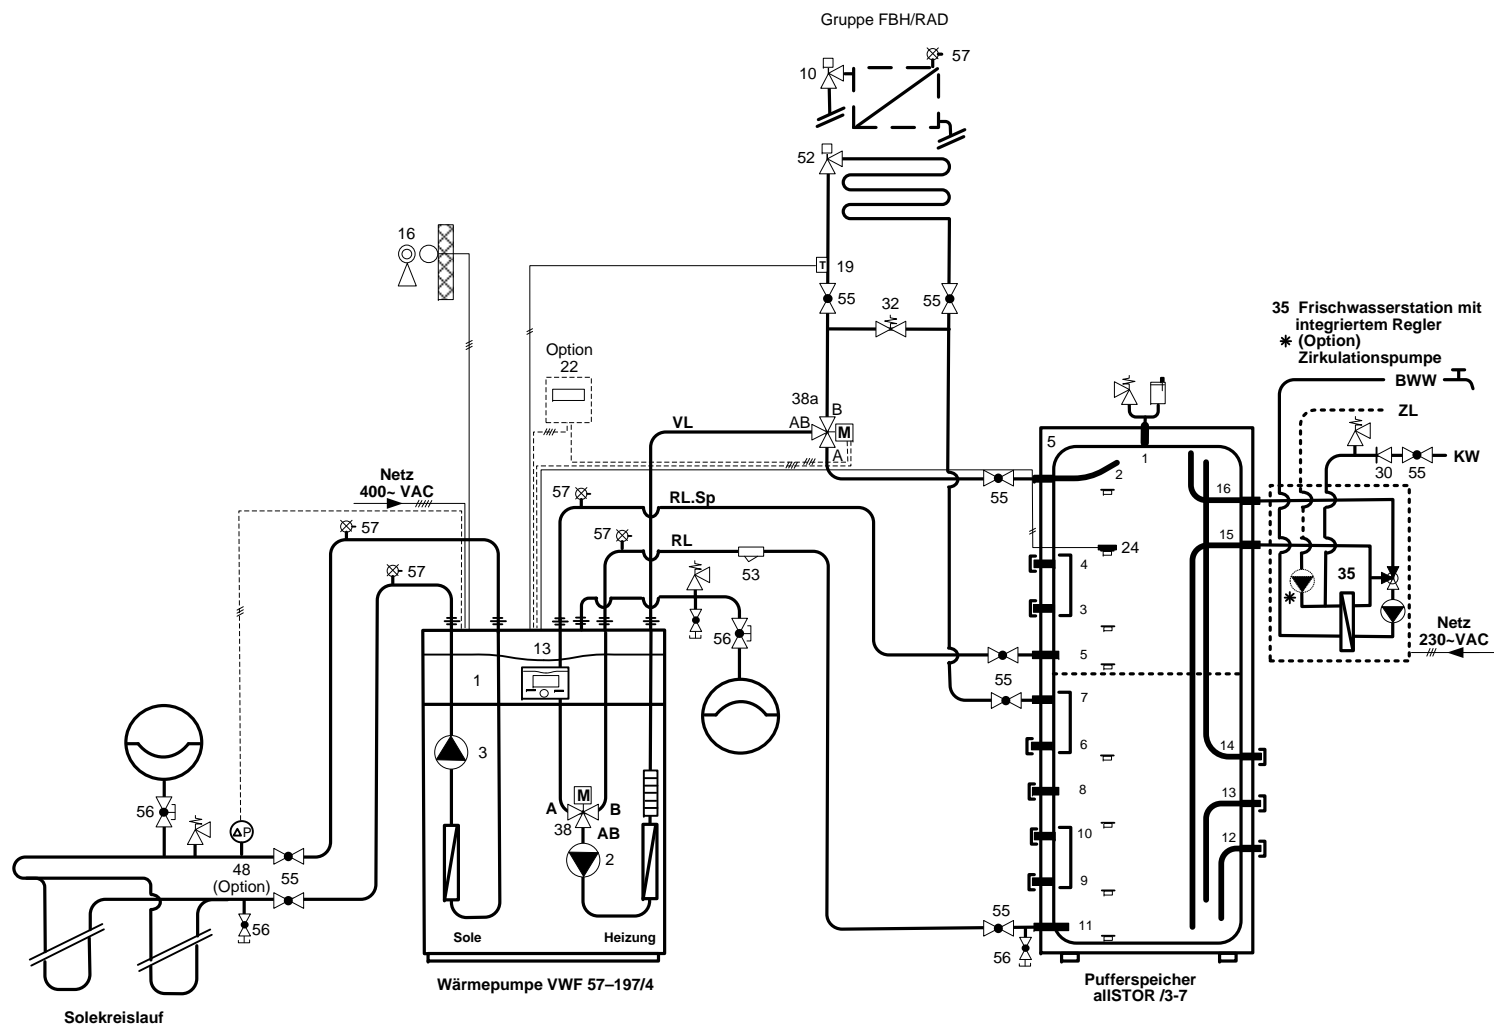 Gruppe FBH/RAD
57
10
52
16
T 19
55
32
55
35 Frischwasserstation mit
integriertem Regler
* (Option)
Zirkulationspumpe
Option
22
38a
B
AB
M
A
VL
BWW
ZL
KW
30
55
5
1
2
55
Netz
400~ VAC
57
RL.Sp
57
57
RL
53
57
16
15
24
4
35
*
3
56
Netz
230~VAC
13
5
55
1
7
6
14
3
8
13
M
A
B
38
AB
2
10
12
56
ΔP
48
(Option)
55
9
55
11
56
56
Sole
Heizung
Wärmepumpe VWF 57–197/4
Pufferspeicher
allSTOR /3-7
Solekreislauf